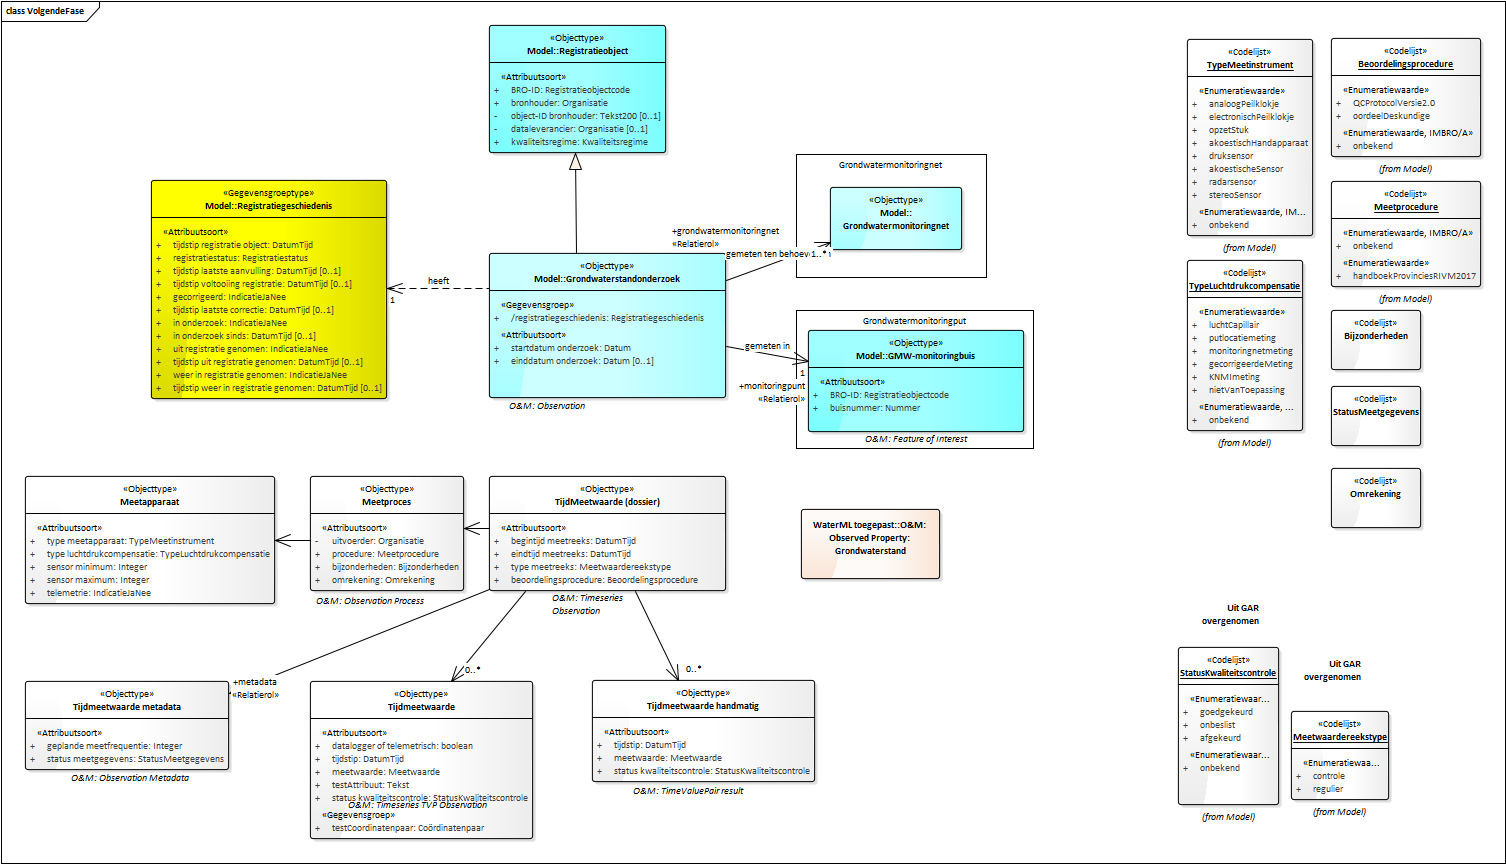 class VolgendeFase
«Objecttype»
Model::Registratieobject
«Attribuutsoort»
+ BRO-ID: Registratieobjectcode
+ bronhouder: Organisatie
- object-ID bronhouder: Tekst200 [0..1]
- dataleverancier: Organisatie [0..1]
+ kwaliteitsregime: Kwaliteitsregime
«Gegevensgroeptype»
Model::Registratiegeschiedenis
«Attribuutsoort»
+ tijdstip registratie object: DatumTijd
+ registratiestatus: Registratiestatus
+ tijdstip laatste aanvulling: DatumTijd [0..1]
+ tijdstip voltooiing registratie: DatumTijd [0..1]
+ gecorrigeerd: IndicatieJaNee
+ tijdstip laatste correctie: DatumTijd [0..1]
+ in onderzoek: IndicatieJaNee
+ in onderzoek sinds: DatumTijd [0..1]
+ uit registratie genomen: IndicatieJaNee
+ tijdstip uit registratie genomen: DatumTijd [0..1]
+ weer in registratie genomen: IndicatieJaNee
+ tijdstip weer in registratie genomen: DatumTijd [0..1]
heeft
1
«Objecttype»
Model::Grondwaterstandonderzoek
«Gegevensgroep»
+ /registratiegeschiedenis: Registratiegeschiedenis
«Attribuutsoort»
+ startdatum onderzoek: Datum
+ einddatum onderzoek: Datum [0..1]
O&M: Observation
+grondwatermonitoringnet
«Relatierol»
gemeten ten behoev
1..*
Grondwatermonitoringnet
«Objecttype»
Model::
Grondwatermonitoringnet
gemeten in
1
+monitoringpunt
«Relatierol»
Grondwatermonitoringput
«Objecttype»
Model::GMW-monitoringbuis
«Attribuutsoort»
+ BRO-ID: Registratieobjectcode
+ buisnummer: Nummer
O&M: Feature of Interest
«Objecttype»
Meetapparaat
«Attribuutsoort»
+ type meetapparaat: TypeMeetinstrument
+ type luchtdrukcompensatie: TypeLuchtdrukcompensatie
+ sensor minimum: Integer
+ sensor maximum: Integer
+ telemetrie: IndicatieJaNee
«Objecttype»
Meetproces
«Attribuutsoort»
- uitvoerder: Organisatie
+ procedure: Meetprocedure
+ bijzonderheden: Bijzonderheden
+ omrekening: Omrekening
O&M: Observation Process
«Objecttype»
TijdMeetwaarde (dossier)
«Attribuutsoort»
+ begintijd meetreeks: DatumTijd
+ eindtijd meetreeks: DatumTijd
+ type meetreeks: Meetwaardereekstype
+ beoordelingsprocedure: Beoordelingsprocedure
O&M: Timeseries
Observation
WaterML toegepast::O&M:
Observed Property:
Grondwaterstand
+metadata
«Relatierol»
0..*
0..*
«Objecttype»
Tijdmeetwaarde metadata
«Attribuutsoort»
+ geplande meetfrequentie: Integer
+ status meetgegevens: StatusMeetgegevens
O&M: Observation Metadata
«Objecttype»
Tijdmeetwaarde
«Attribuutsoort»
+ datalogger of telemetrisch: boolean
+ tijdstip: DatumTijd
+ meetwaarde: Meetwaarde
+ testAttribuut: Tekst
+ status kwaliteitscontrole: StatusKwaliteitscontrole
O&M: Timeseries TVP Observation
«Gegevensgroep»
+ testCoordinatenpaar: Coördinatenpaar
«Objecttype»
Tijdmeetwaarde handmatig
«Attribuutsoort»
+ tijdstip: DatumTijd
+ meetwaarde: Meetwaarde
+ status kwaliteitscontrole: StatusKwaliteitscontrole
O&M: TimeValuePair result
«Codelijst»
TypeMeetinstrument
«Enumeratiewaarde»
+ analoogPeilklokje
+ electronischPeilklokje
+ opzetStuk
+ akoestischHandapparaat
+ druksensor
+ akoestischeSensor
+ radarsensor
+ stereoSensor
«Enumeratiewaarde, IM...
+ onbekend
(from Model)
«Codelijst»
TypeLuchtdrukcompensatie
«Enumeratiewaarde»
+ luchtCapillair
+ putlocatiemeting
+ monitoringnetmeting
+ gecorrigeerdeMeting
+ KNMImeting
+ nietVanToepassing
«Enumeratiewaarde, ...
+ onbekend
(from Model)
«Codelijst»
Beoordelingsprocedure
«Enumeratiewaarde»
+ QCProtocolVersie2.0
+ oordeelDeskundige
«Enumeratiewaarde, IMBRO/A»
+ onbekend
(from Model)
«Codelijst»
Meetprocedure
«Enumeratiewaarde, IMBRO/A»
+ onbekend
«Enumeratiewaarde»
+ handboekProvinciesRIVM2017
(from Model)
«Codelijst»
Bijzonderheden
«Codelijst»
StatusMeetgegevens
«Codelijst»
Omrekening
Uit GAR
overgenomen
«Codelijst»
StatusKwaliteitscontrole
«Enumeratiewaar...
+ goedgekeurd
+ onbeslist
+ afgekeurd
«Enumeratiewaar...
+ onbekend
(from Model)
Uit GAR
overgenomen
«Codelijst»
Meetwaardereekstype
«Enumeratiewaa...
+ controle
+ regulier
(from Model)